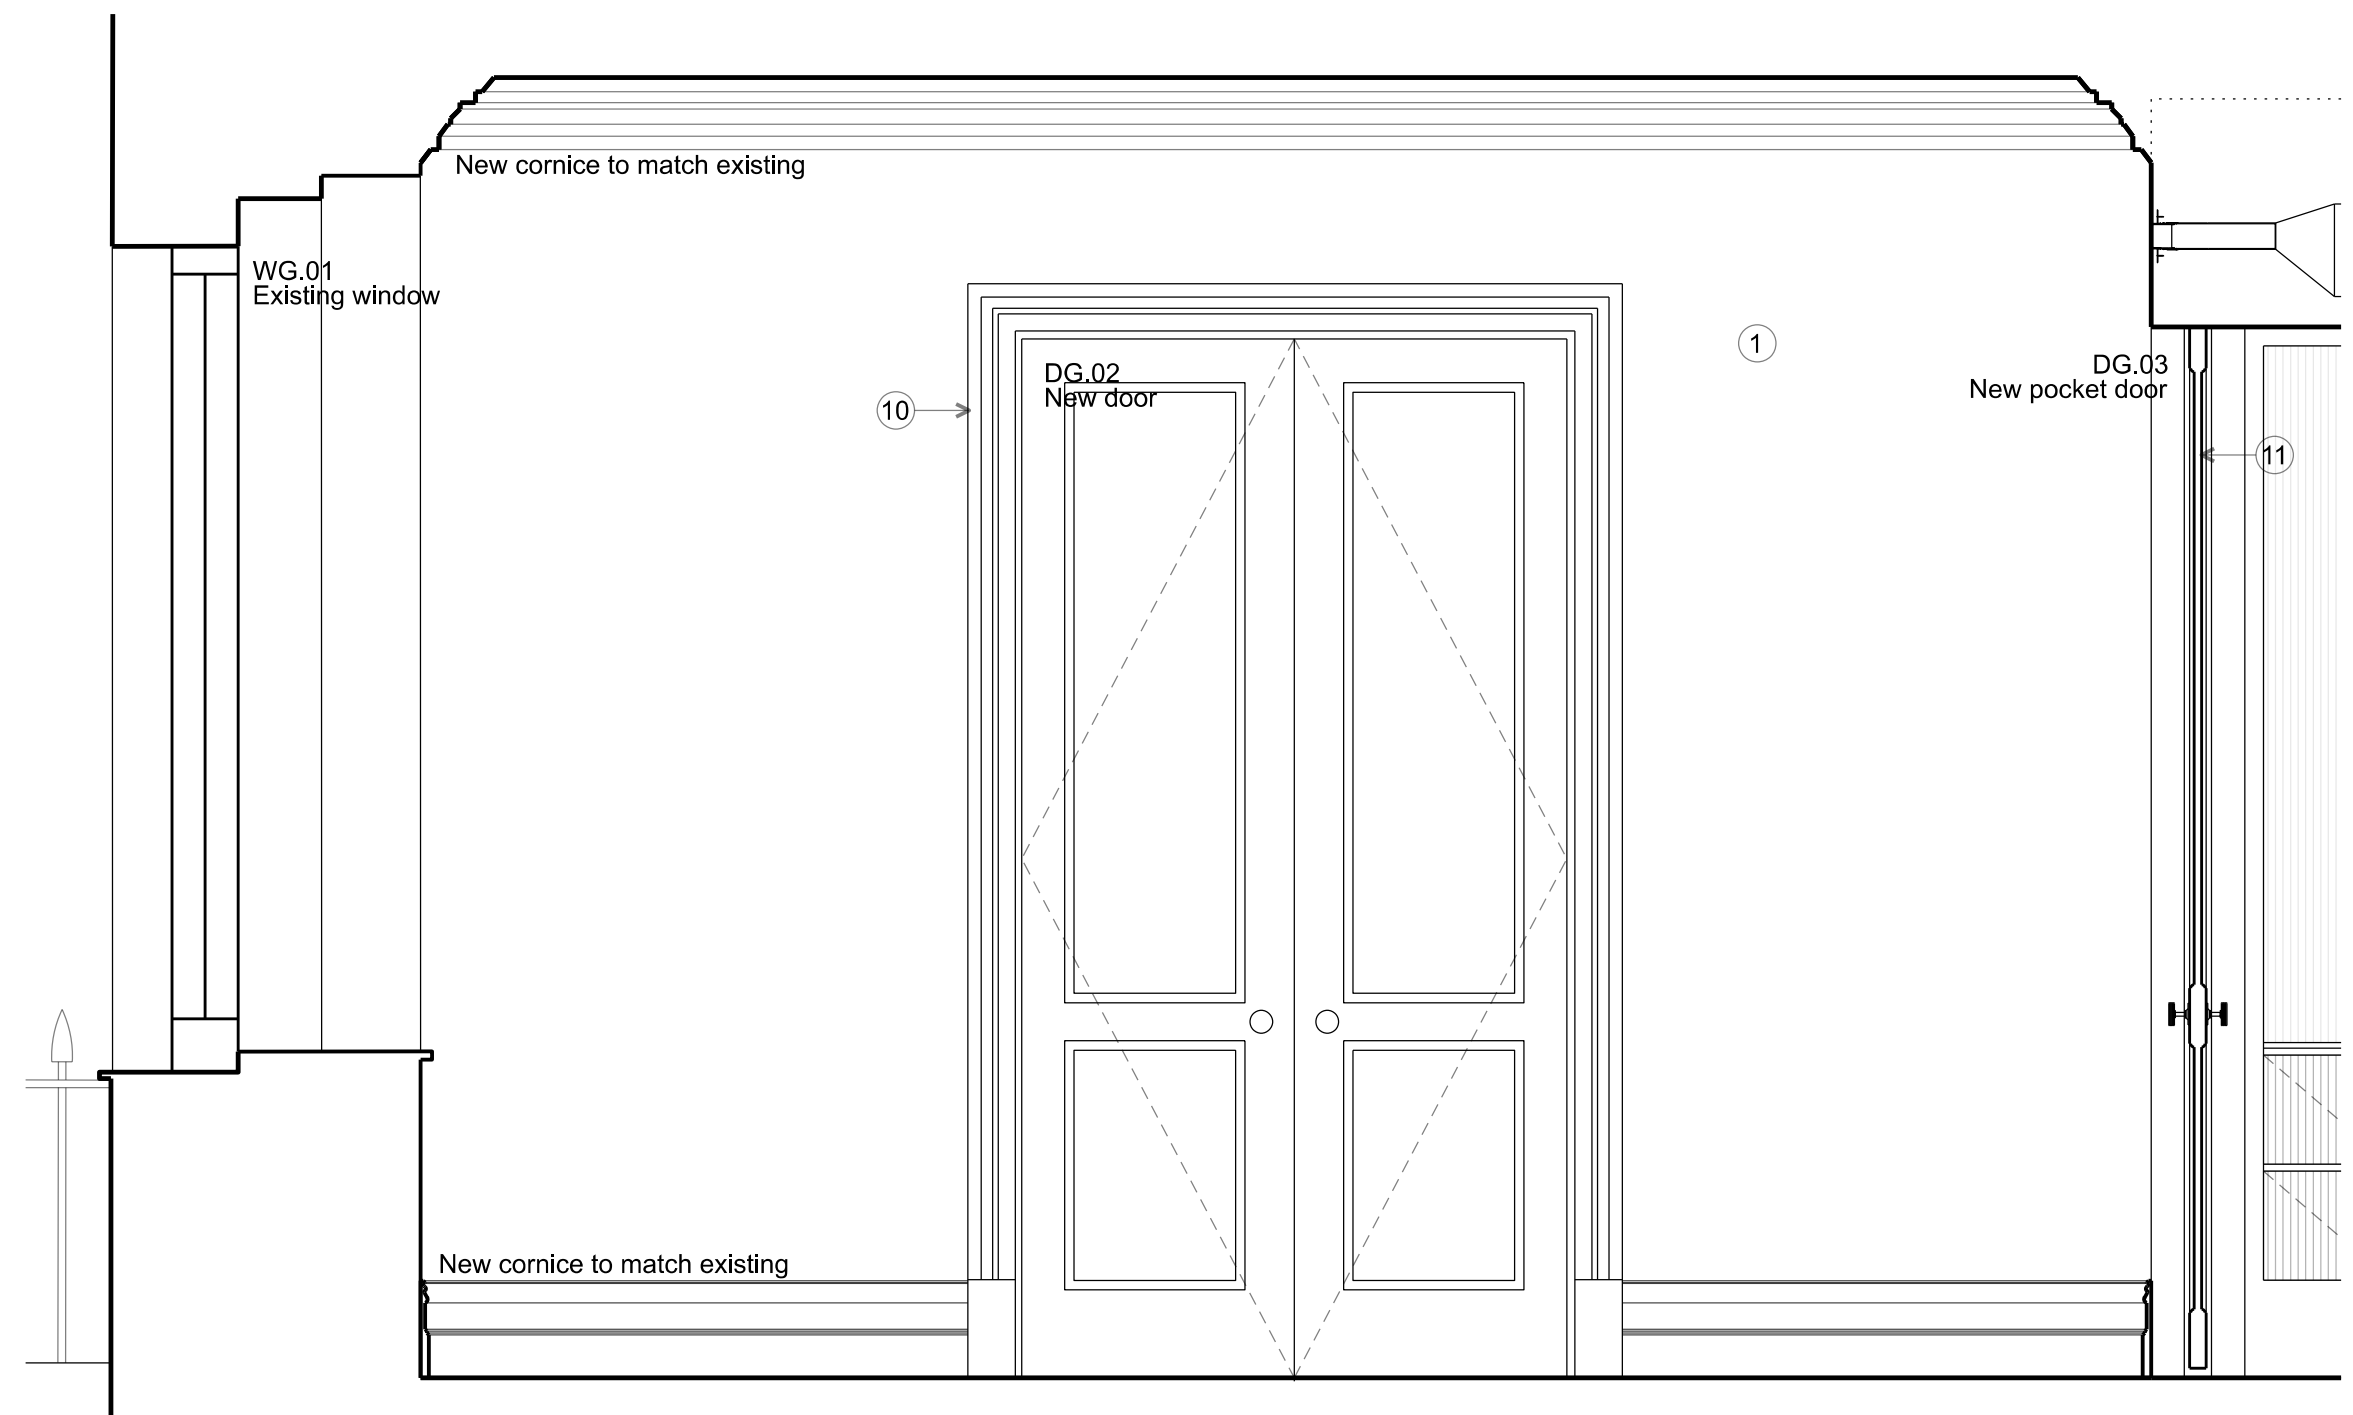 New cornice to match existing
WG.01
Existing window
1
DG.02
New door
DG.03
New pocket door
10
11
New cornice to match existing